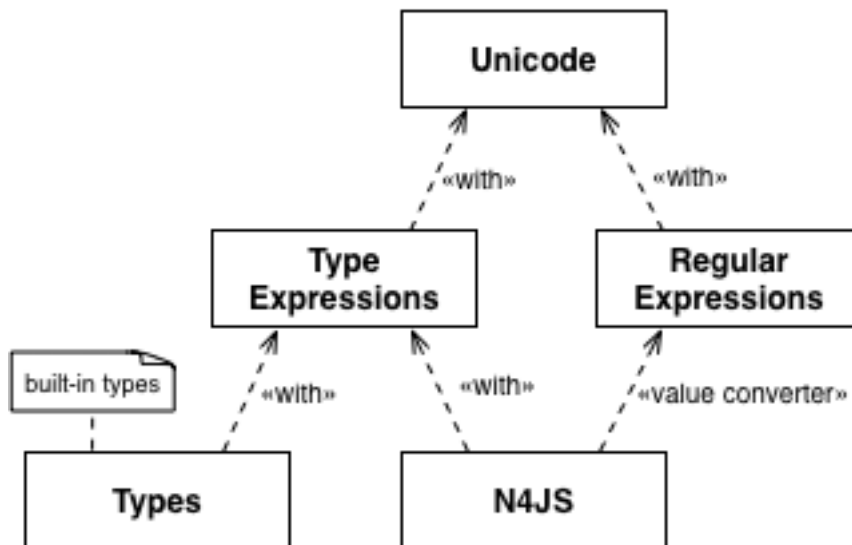 Unicode
«with» «with»
Type
Expressions
Regular
Expressions
built-in types
«with» «with» «value converter»
Types
N4JS